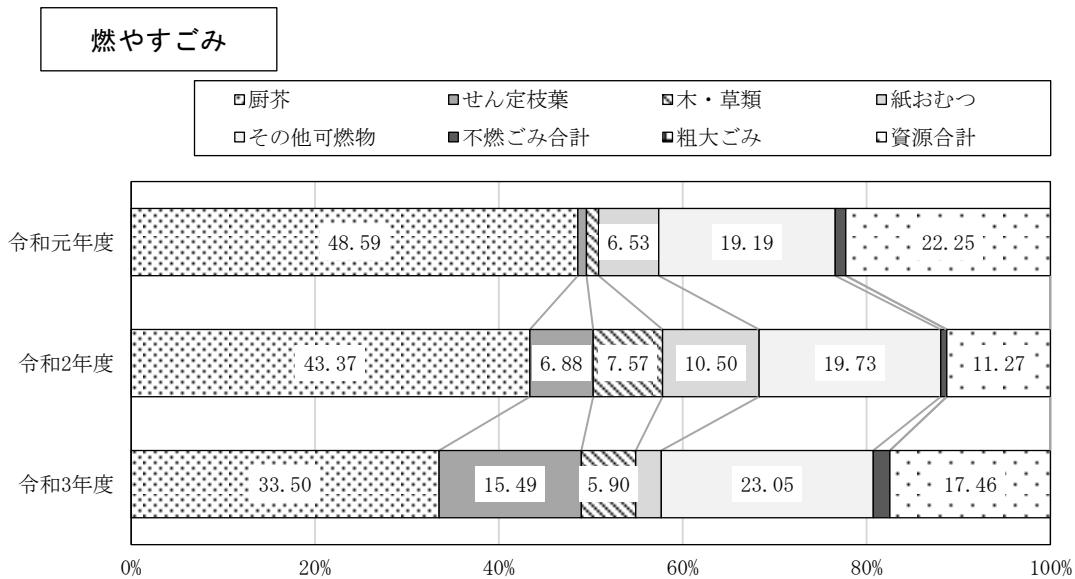 燃やすごみ
厨芥 せん定枝葉 木・草類 紙おむつ
その他可燃物 不燃ごみ合計 粗大ごみ 資源合計
令和元年度 48.59 6.53 19.19 22.25
令和2年度 43.37 6.88 7.57 10.50 19.73 11.27
令和3年度 33.50 15.49 5.90 23.05 17.46
0% 20% 40% 60% 80% 100%